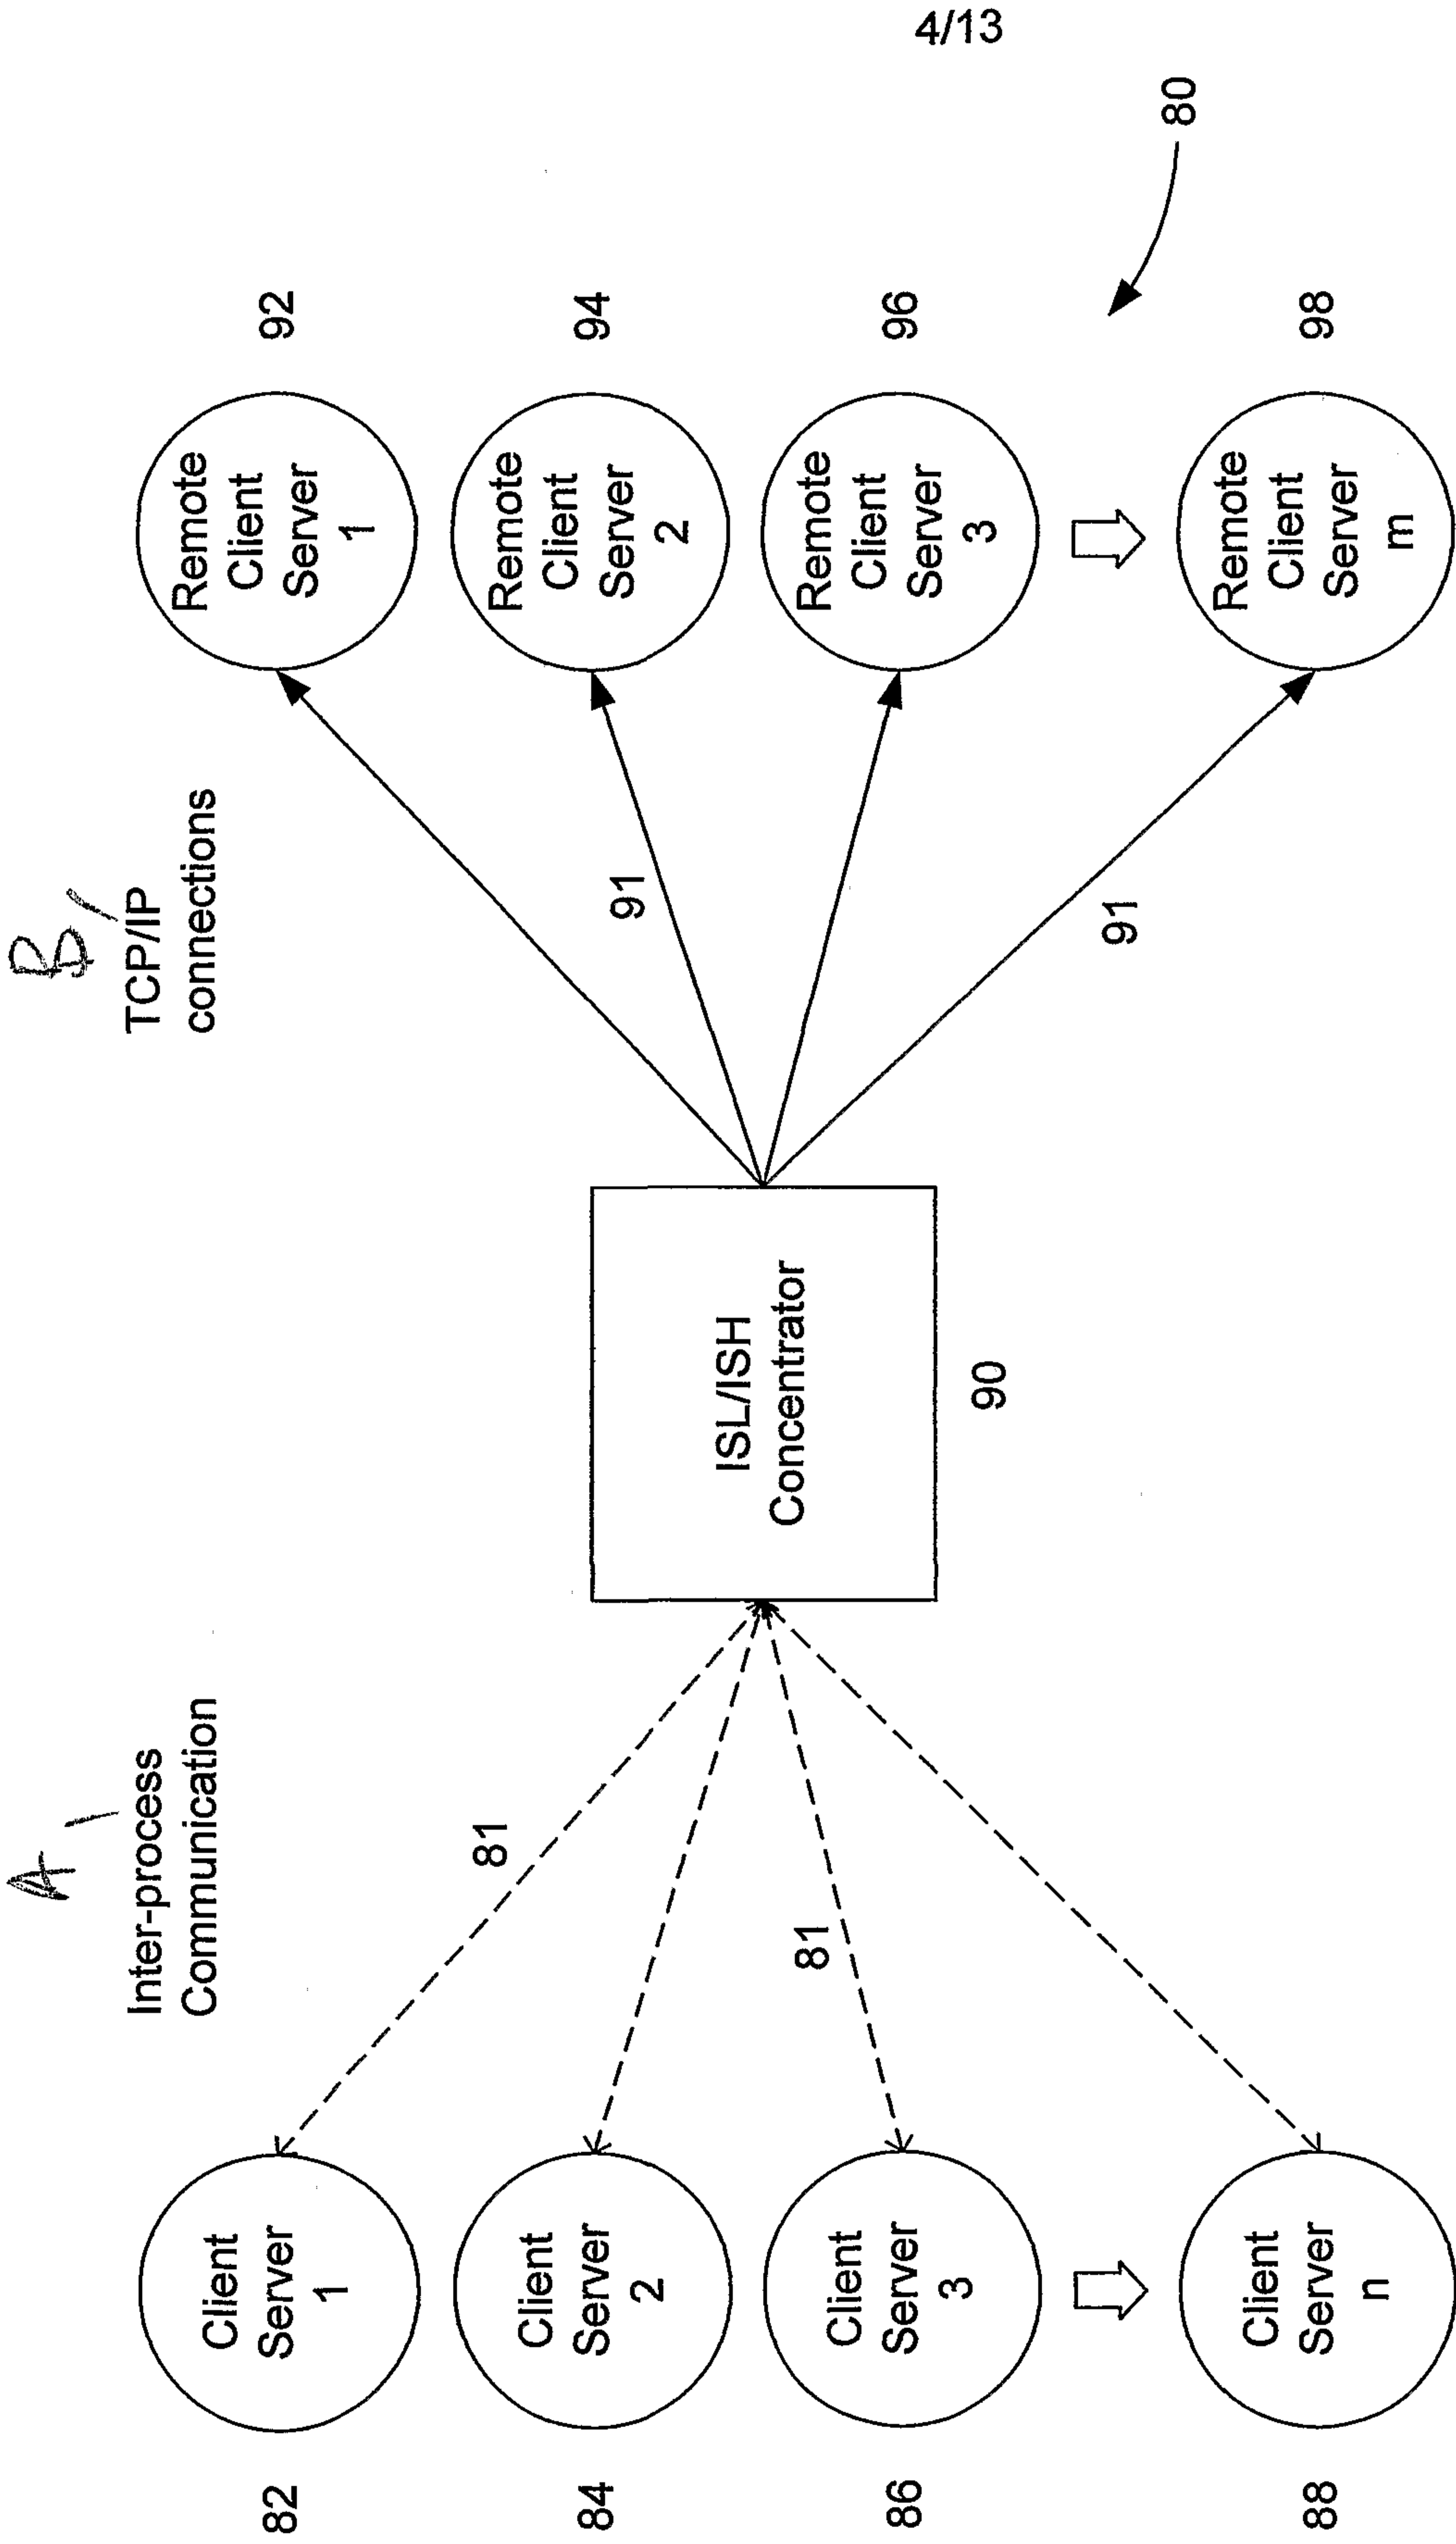 4/13
A
Inter-process
Communication
B
TCP/IP
connections
82
Client
Server
1
81
Remote
Client
Server
1
92
84
Client
Server
2
91
Remote
Client
Server
2
94
ISL/ISH
Concentrator
90
86
Client
Server
3
81
Remote
Client
Server
3
96
88
Client
Server
n
91
Remote
Client
Server
m
98
80